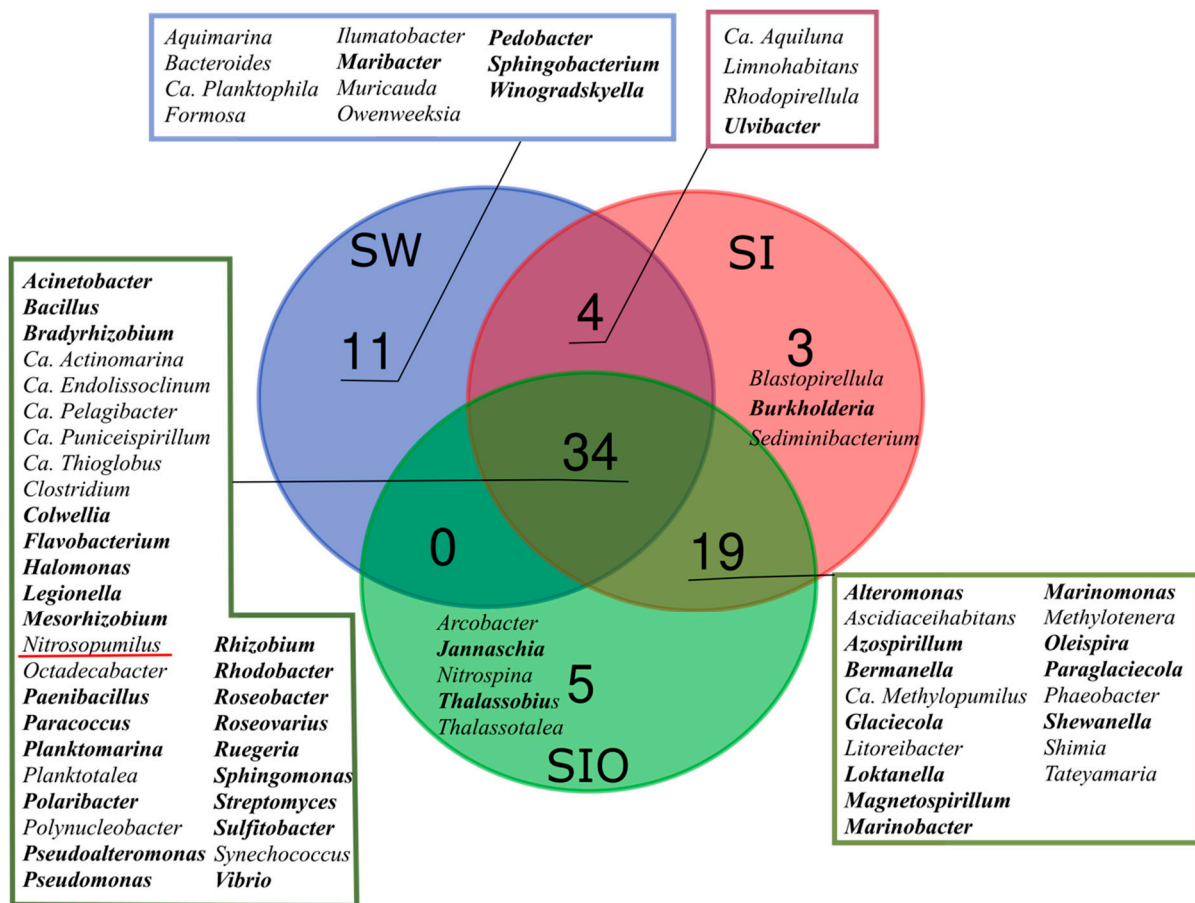 Aquimarina
Bacteroides
Ca. Planktophila
Formosa
Ilumatobacter
Maribacter
Muricauda
Owenweeksia
Pedobacter
Sphingobacterium
Winogradskyella
Ca. Aquiluna
Limnohabitans
Rhodopirellula
Ulvibacter
SW
SI
11
4
3
Blastopirellula
Burkholderia
Sediminibacterium
34
0
19
Acinetobacter
Bacillus
Bradyrhizobium
Ca. Actinomarina
Ca. Endolissoclinum
Ca. Pelagibacter
Ca. Puniceispirillum
Ca. Thioglobus
Clostridium
Colwellia
Flavobacterium
Halomonas
Legionella
Mesorhizobium
Nitrosopumilus
Octadecabacter
Paenibacillus
Paracoccus
Planktomarina
Planktotalea
Polaribacter
Polynucleobacter
Pseudoalteromonas
Pseudomonas
Rhizobium
Rhodobacter
Roseobacter
Roseovarius
Ruegeria
Sphingomonas
Streptomyces
Sulfitobacter
Synechococcus
Vibrio
Arcobacter
Jannaschia
Nitrospina
Thalassobius
Thalassotalea
5
SIO
Alteromonas
Ascidiaceihabitans
Azospirillum
Bermanella
Ca. Methylopumilus
Glaciecola
Litoreibacter
Loktanella
Magnetospirillum
Marinobacter
Marinomonas
Methylotenera
Oleispira
Paraglaciecola
Phaeobacter
Shewanella
Shimia
Tateyamaria